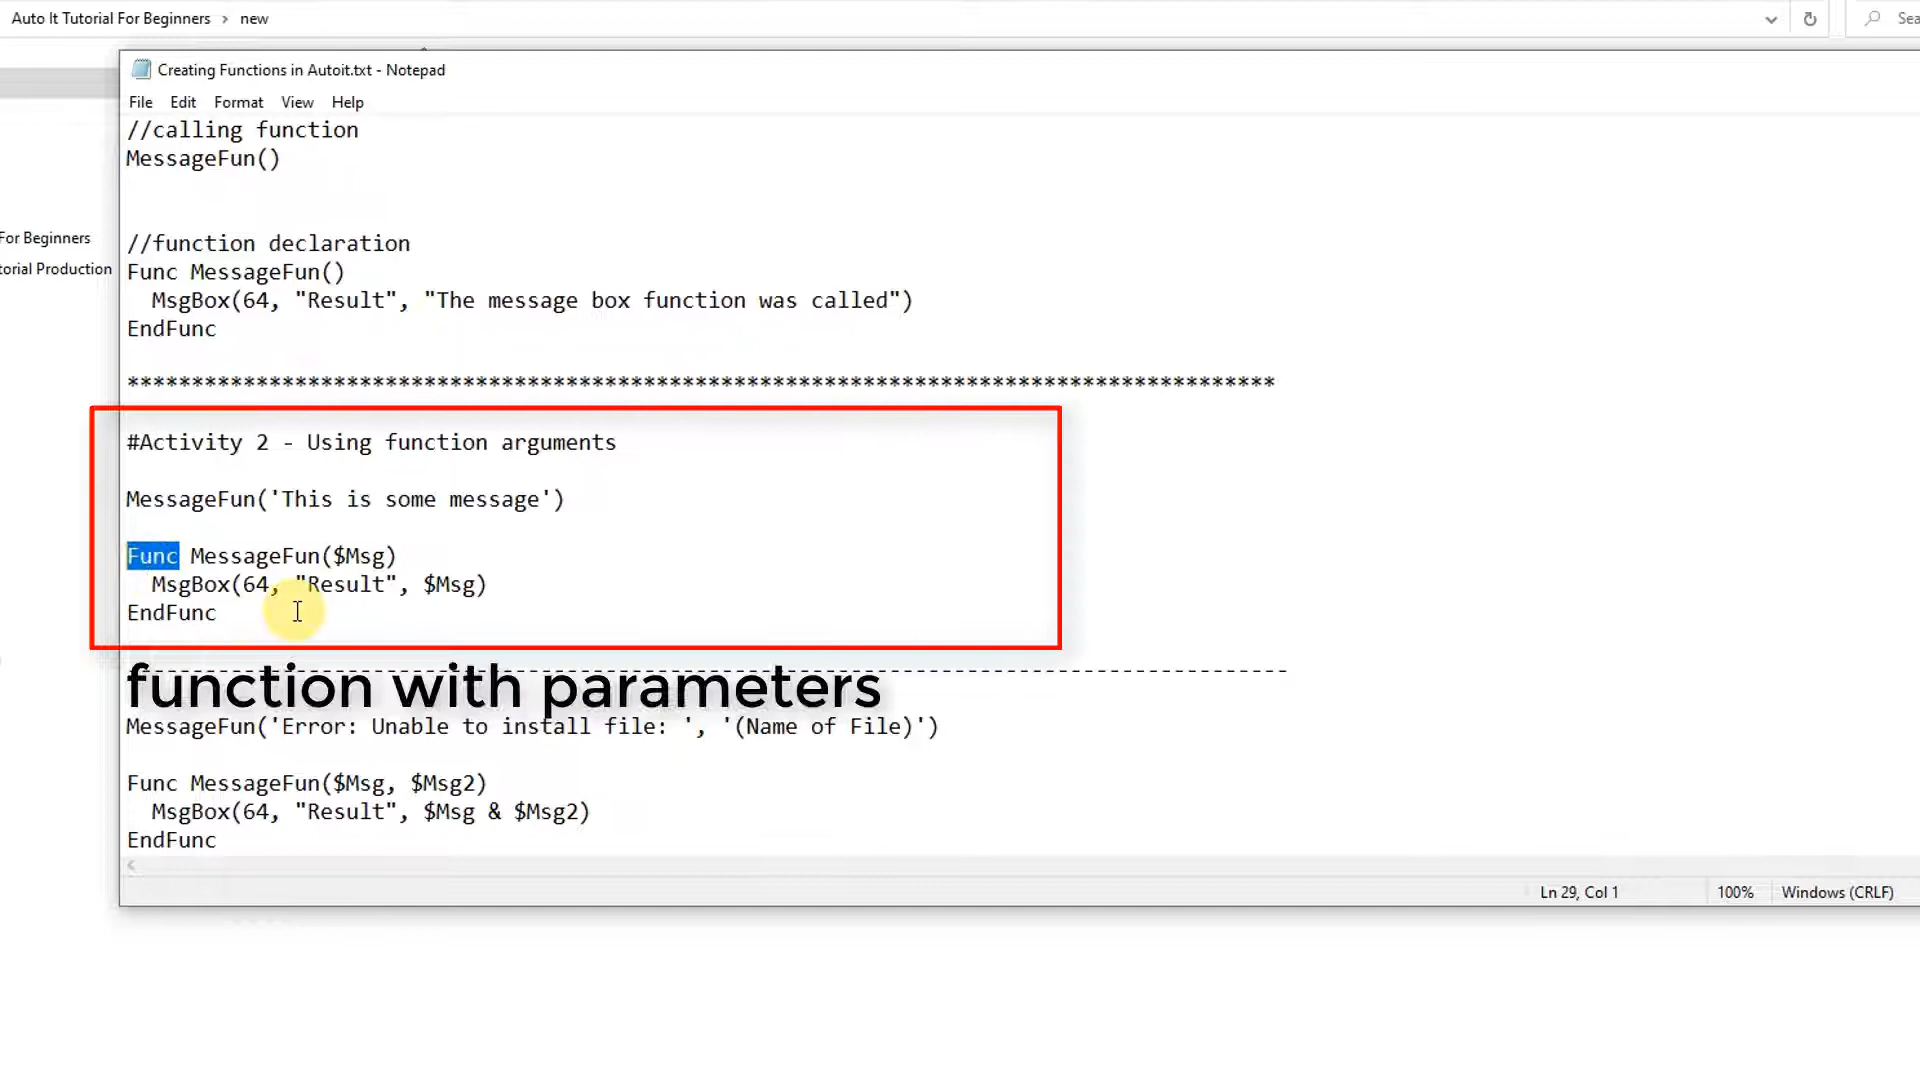 Auto It Tutorial For Beginners › new
Creating Functions in Autoit.txt - Notepad
File Edit Format View Help
//calling function
MessageFun()
For Beginners
//function declaration
torial Production
Func MessageFun()
MsgBox(64, "Result", "The message box function was called")
EndFunc
******************************************************************************************
#Activity 2 - Using function arguments
MessageFun('This is some message')
Func MessageFun($Msg)
MsgBox(64, "Result", $Msg)
EndFunc
function with parameters
MessageFun('Error: Unable to install file: ', '(Name of File)')
Func MessageFun($Msg, $Msg2)
MsgBox(64, "Result", $Msg & $Msg2)
EndFunc
Ln 29, Col 1 100% Windows (CRLF)